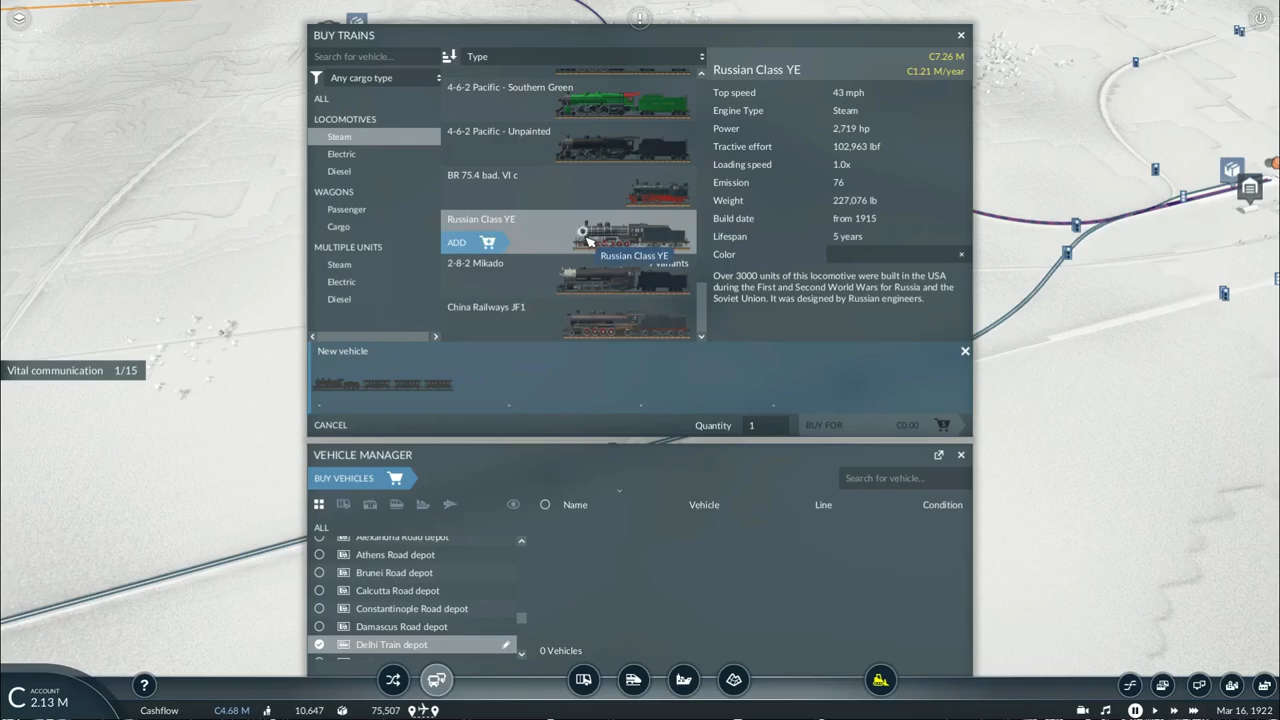 BUY TRAINS
Search for vehicle...
Type
C7.26 M
C1.21 M/year
Any cargo type
ALL
LOCOMOTIVES
Steam
Electric
Diesel
WAGONS
Passenger
Cargo
MULTIPLE UNITS
Steam
Electric
Diesel
4-6-2 Pacific - Southern Green
4-6-2 Pacific - Unpainted
BR 75.4 bad. VI c
Russian Class YE
ADD
Russian Class YE
2-8-2 Mikado
7 variants
China Railways JF1
Russian Class YE
Top speed 43 mph
Engine Type Steam
Power 2,719 hp
Tractive effort 102,963 lbf
Loading speed 1.0x
Emission 76
Weight 227,076 lb
Build date from 1915
Lifespan 5 years
Color
Over 3000 units of this locomotive were built in the USA
during the First and Second World Wars for Russia and the
Soviet Union. It was designed by Russian engineers.
Vital communication 1/15
New vehicle
- - - -
CANCEL
Quantity 1
BUY FOR C0.00
VEHICLE MANAGER
BUY VEHICLES
Search for vehicle...
Name Vehicle Line Condition
ALL
Alexandria Road depot
Athens Road depot
Brunei Road depot
Calcutta Road depot
Constantinople Road depot
Damascus Road depot
Delhi Train depot
0 Vehicles
C ACCOUNT
2.13 M
?
Cashflow C4.68 M 10,647 75,507
Mar 16, 1922